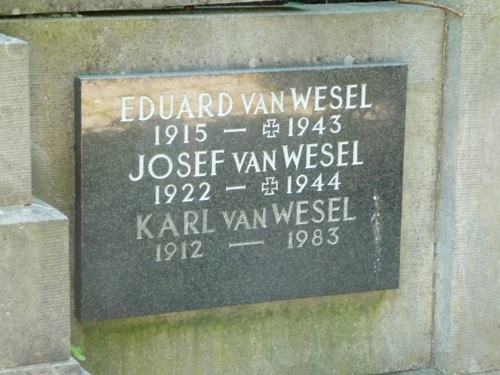 EDUARD VAN WESEL
1915 — ✠ 1943
JOSEF VAN WESEL
1922 — ✠ 1944
KARL VAN WESEL
1912 — 1983